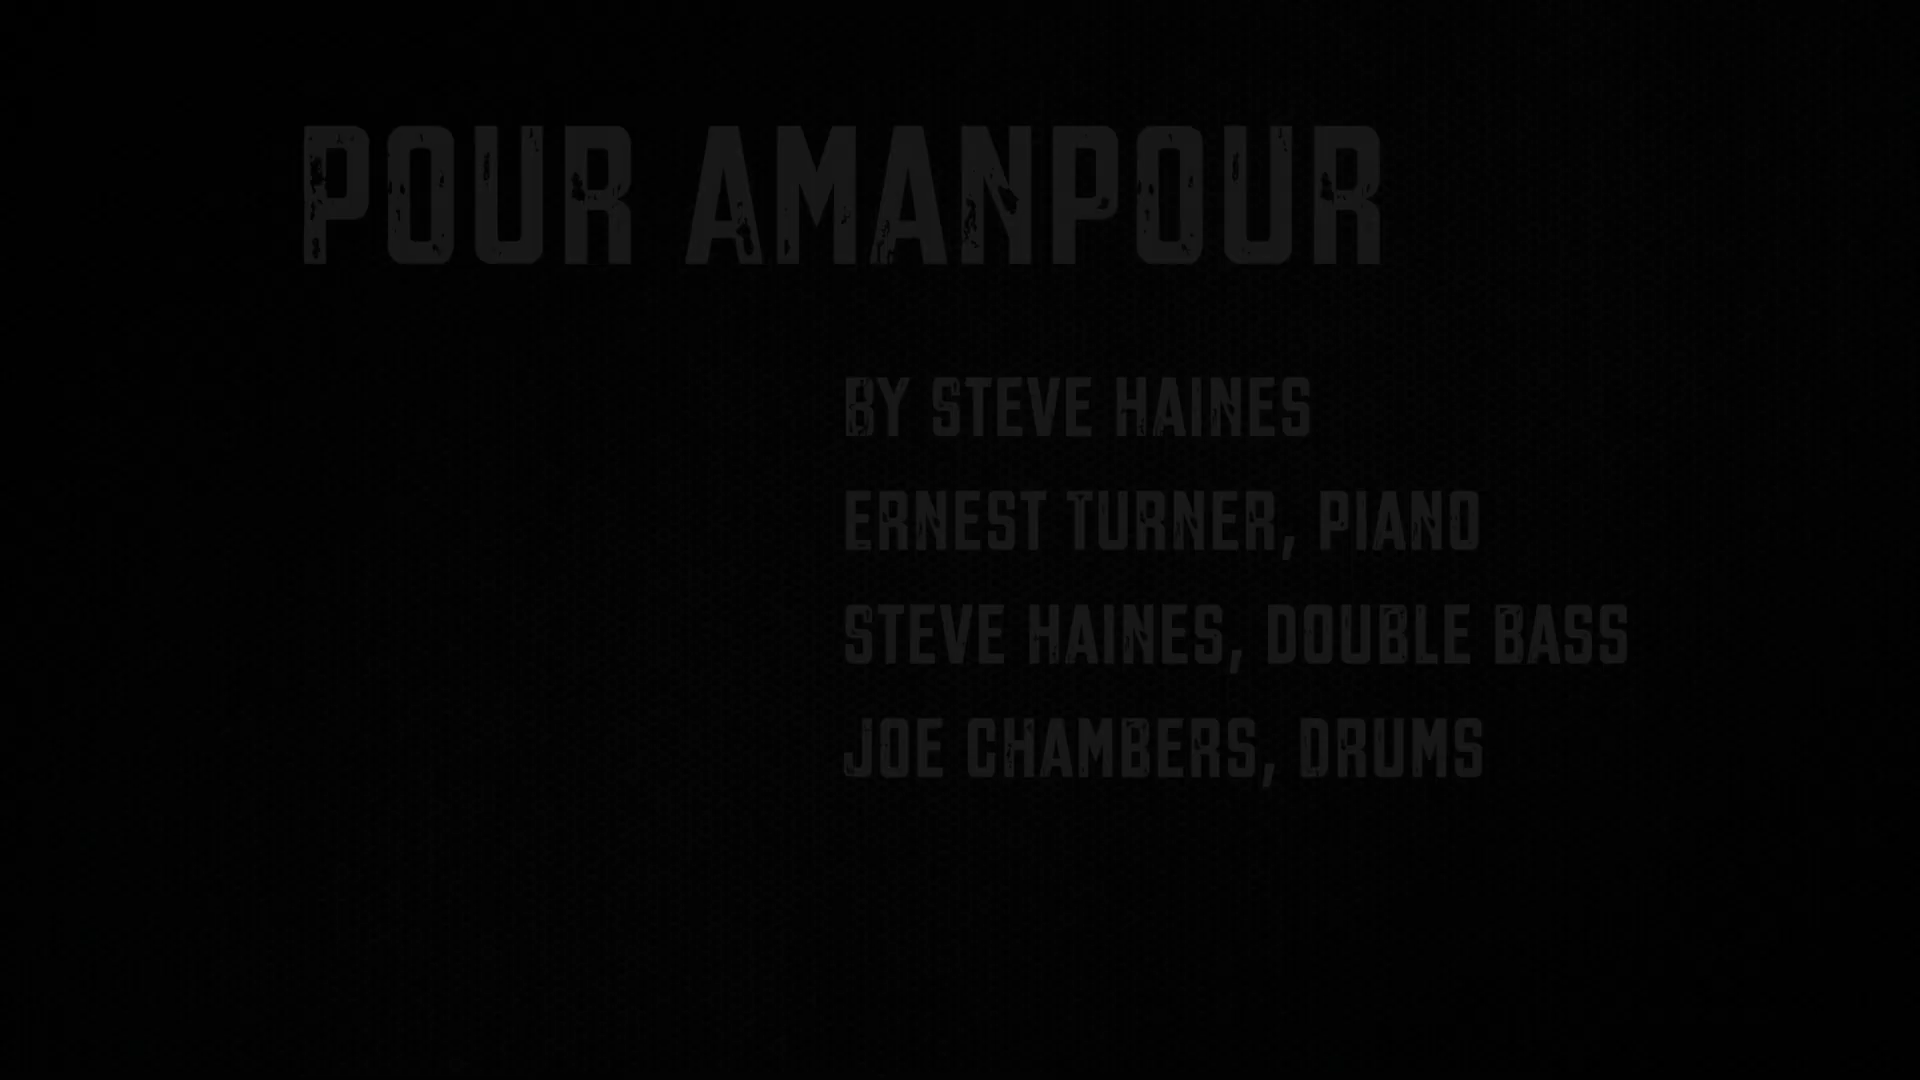 POUR AMANPOUR
BY STEVE HAINES
ERNEST TURNER, PIANO
STEVE HAINES, DOUBLE BASS
JOE CHAMBERS, DRUMS